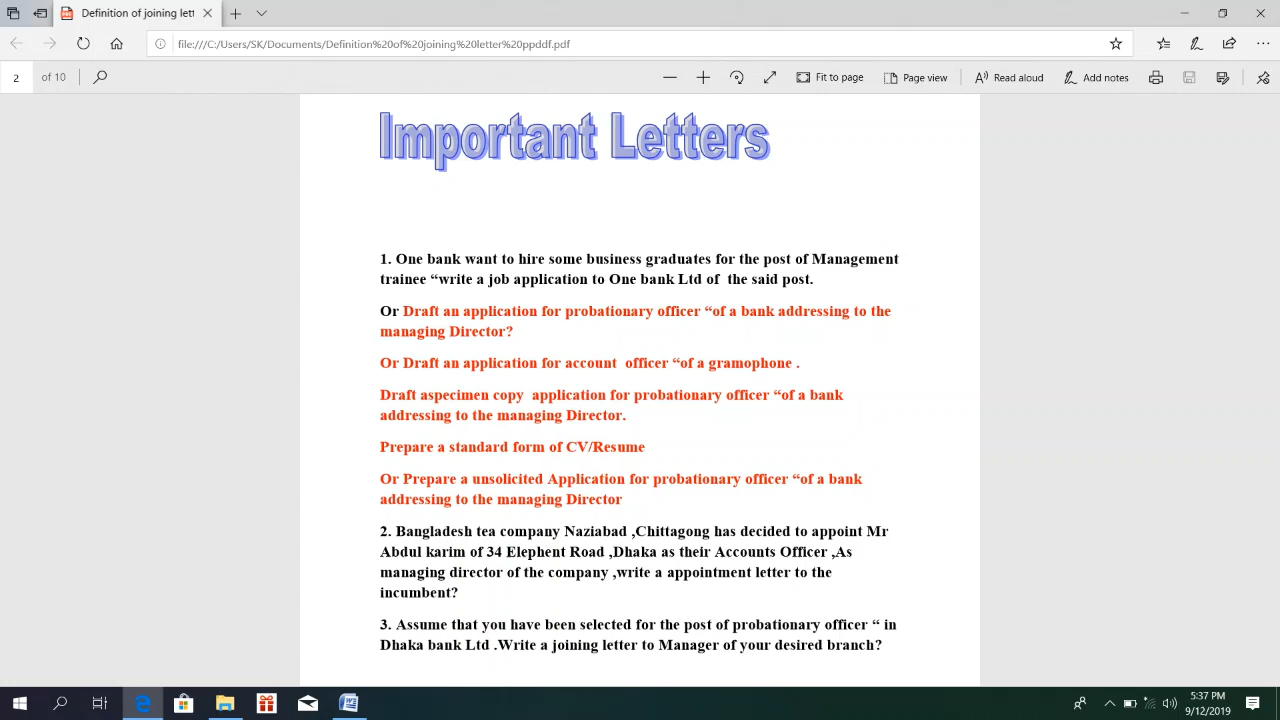 Definition of joining let
file:///C:/Users/SK/Documents/Definition%20of%20joining%20letter%20ppddf.pdf
2 of 10 Fit to page Page view Read aloud Add notes
Important Letters
1. One bank want to hire some business graduates for the post of Management
trainee “write a job application to One bank Ltd of the said post.
Or Draft an application for probationary officer “of a bank addressing to the
managing Director?
Or Draft an application for account officer “of a gramophone .
Draft aspecimen copy application for probationary officer “of a bank
addressing to the managing Director.
Prepare a standard form of CV/Resume
Or Prepare a unsolicited Application for probationary officer “of a bank
addressing to the managing Director
2. Bangladesh tea company Naziabad ,Chittagong has decided to appoint Mr
Abdul karim of 34 Elephent Road ,Dhaka as their Accounts Officer ,As
managing director of the company ,write a appointment letter to the
incumbent?
3. Assume that you have been selected for the post of probationary officer “ in
Dhaka bank Ltd .Write a joining letter to Manager of your desired branch?
5:37 PM
9/12/2019